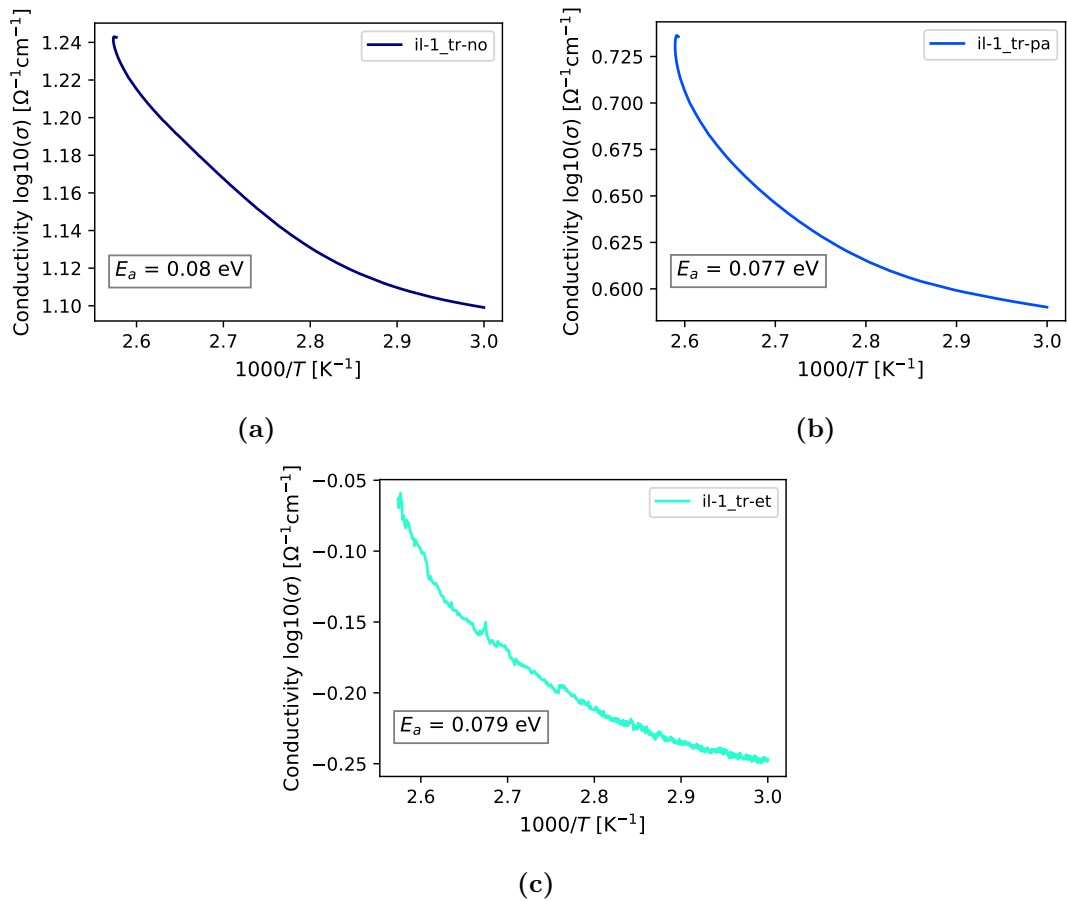 Conductivity log10(σ) [Ω⁻¹cm⁻¹]
1.24
1.22
1.20
1.18
1.16
1.14
1.12
1.10
il-1_tr-no
Eₐ = 0.08 eV
2.6 2.7 2.8 2.9 3.0
1000/T [K⁻¹]
(a)
Conductivity log10(σ) [Ω⁻¹cm⁻¹]
0.725
0.700
0.675
0.650
0.625
0.600
il-1_tr-pa
Eₐ = 0.077 eV
2.6 2.7 2.8 2.9 3.0
1000/T [K⁻¹]
(b)
Conductivity log10(σ) [Ω⁻¹cm⁻¹]
−0.05
−0.10
−0.15
−0.20
−0.25
il-1_tr-et
Eₐ = 0.079 eV
2.6 2.7 2.8 2.9 3.0
1000/T [K⁻¹]
(c)